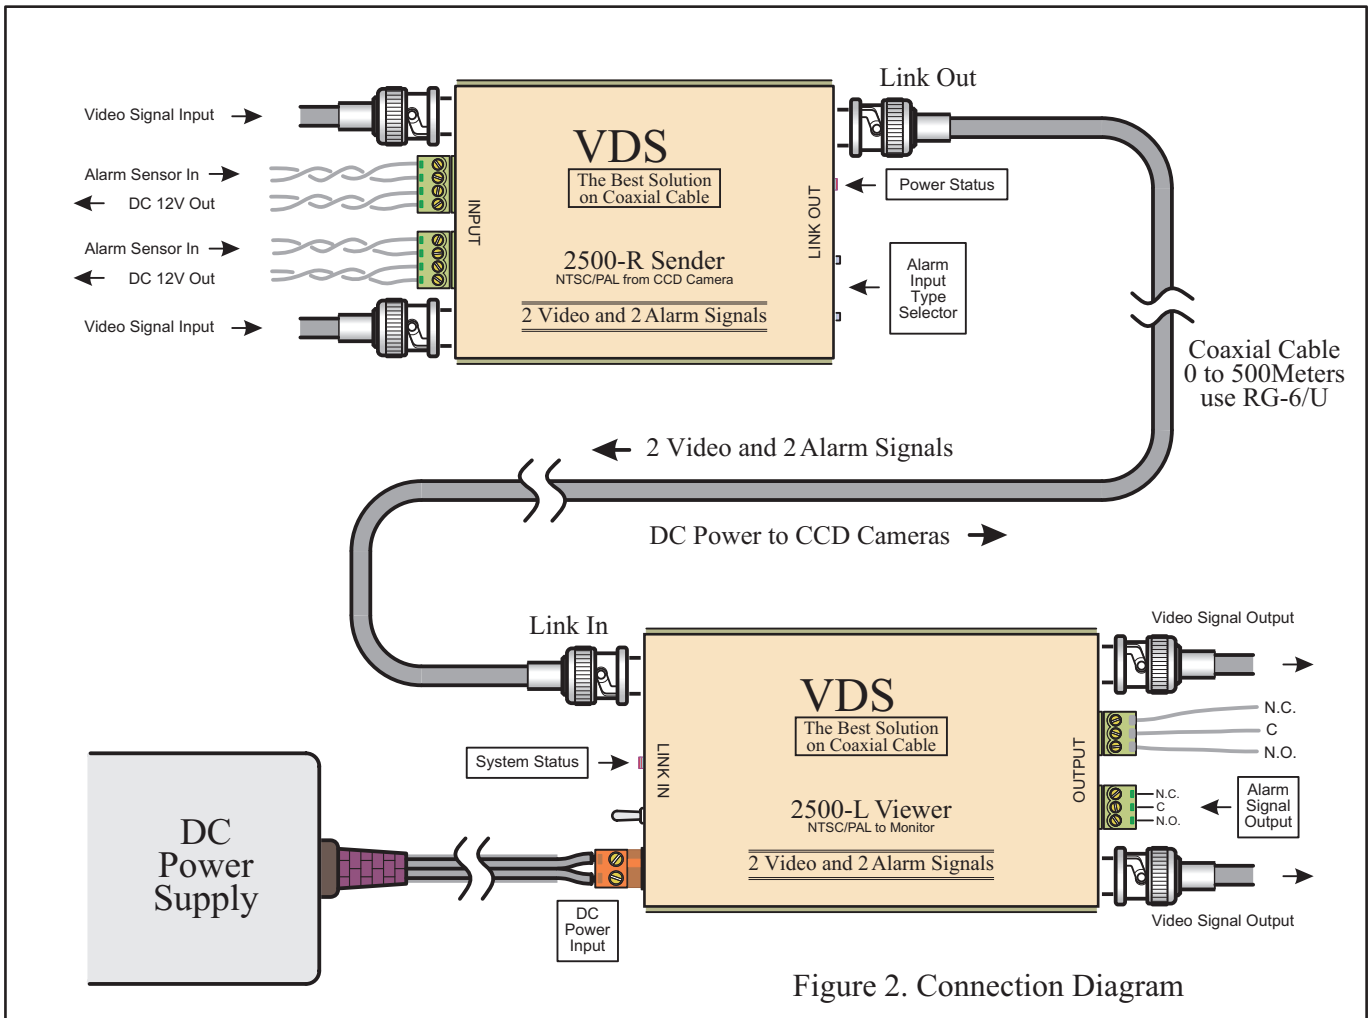 Link Out
Video Signal Input
Alarm Sensor In
DC 12V Out
Alarm Sensor In
DC 12V Out
Video Signal Input
INPUT
VDS
The Best Solution
on Coaxial Cable
2500-R Sender
NTSC/PAL from CCD Camera
2 Video and 2 Alarm Signals
LINK OUT
Power Status
Alarm
Input
Type
Selector
Coaxial Cable
0 to 500Meters
use RG-6/U
2 Video and 2 Alarm Signals
DC Power to CCD Cameras
Link In
System Status
LINK IN
VDS
The Best Solution
on Coaxial Cable
2500-L Viewer
NTSC/PAL to Monitor
2 Video and 2 Alarm Signals
OUTPUT
Video Signal Output
N.C.
C
N.O.
N.C.
C
N.O.
Alarm
Signal
Output
Video Signal Output
DC
Power
Supply
DC
Power
Input
Figure 2. Connection Diagram